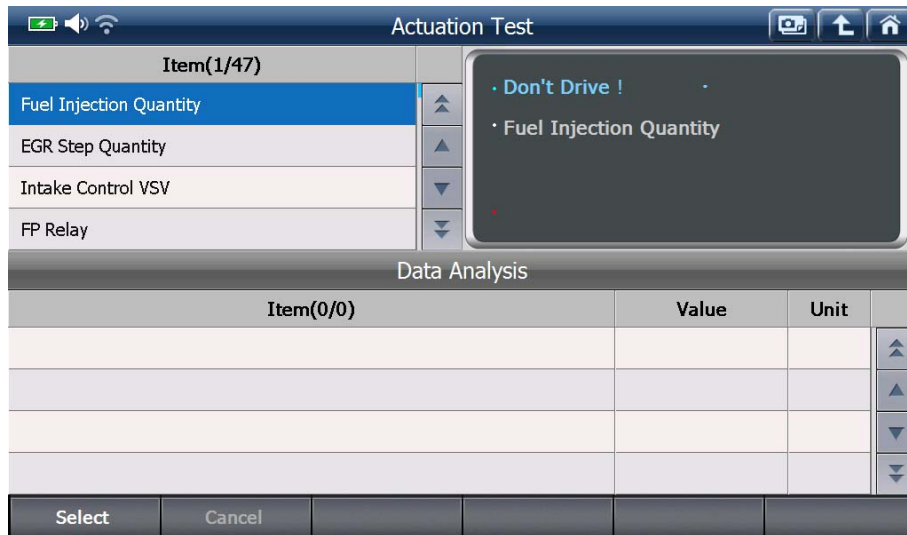 Actuation Test
Item(1/47)
Fuel Injection Quantity
EGR Step Quantity
Intake Control VSV
FP Relay
· Don't Drive !
· Fuel Injection Quantity
Data Analysis
Item(0/0) Value Unit
Select Cancel